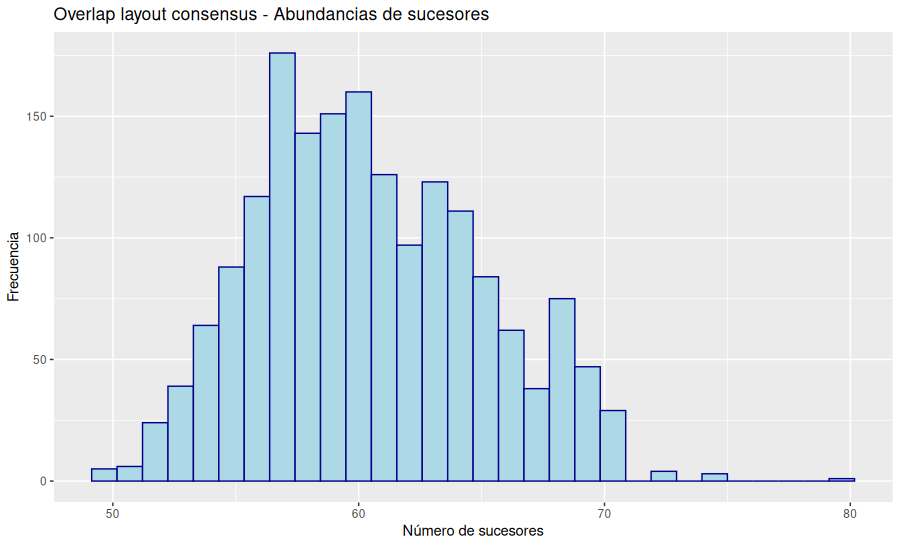 Overlap layout consensus - Abundancias de sucesores
150
100
50
0
50 60 70 80
Número de sucesores
Frecuencia